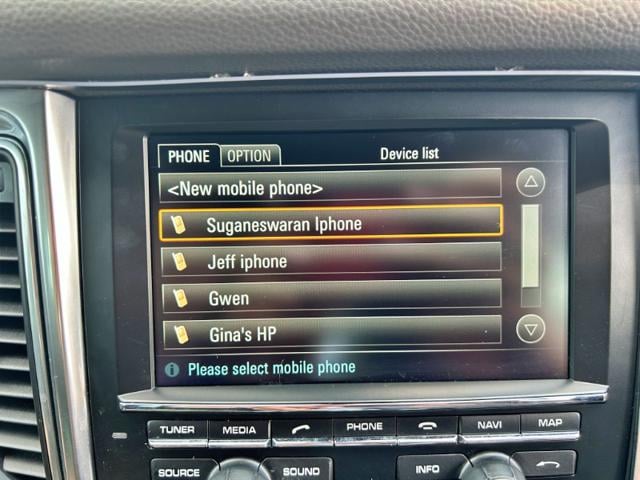 PHONE OPTION Device list
<New mobile phone>
Suganeswaran Iphone
Jeff iphone
Gwen
Gina's HP
Please select mobile phone
TUNER MEDIA PHONE NAVI MAP
SOURCE SOUND INFO